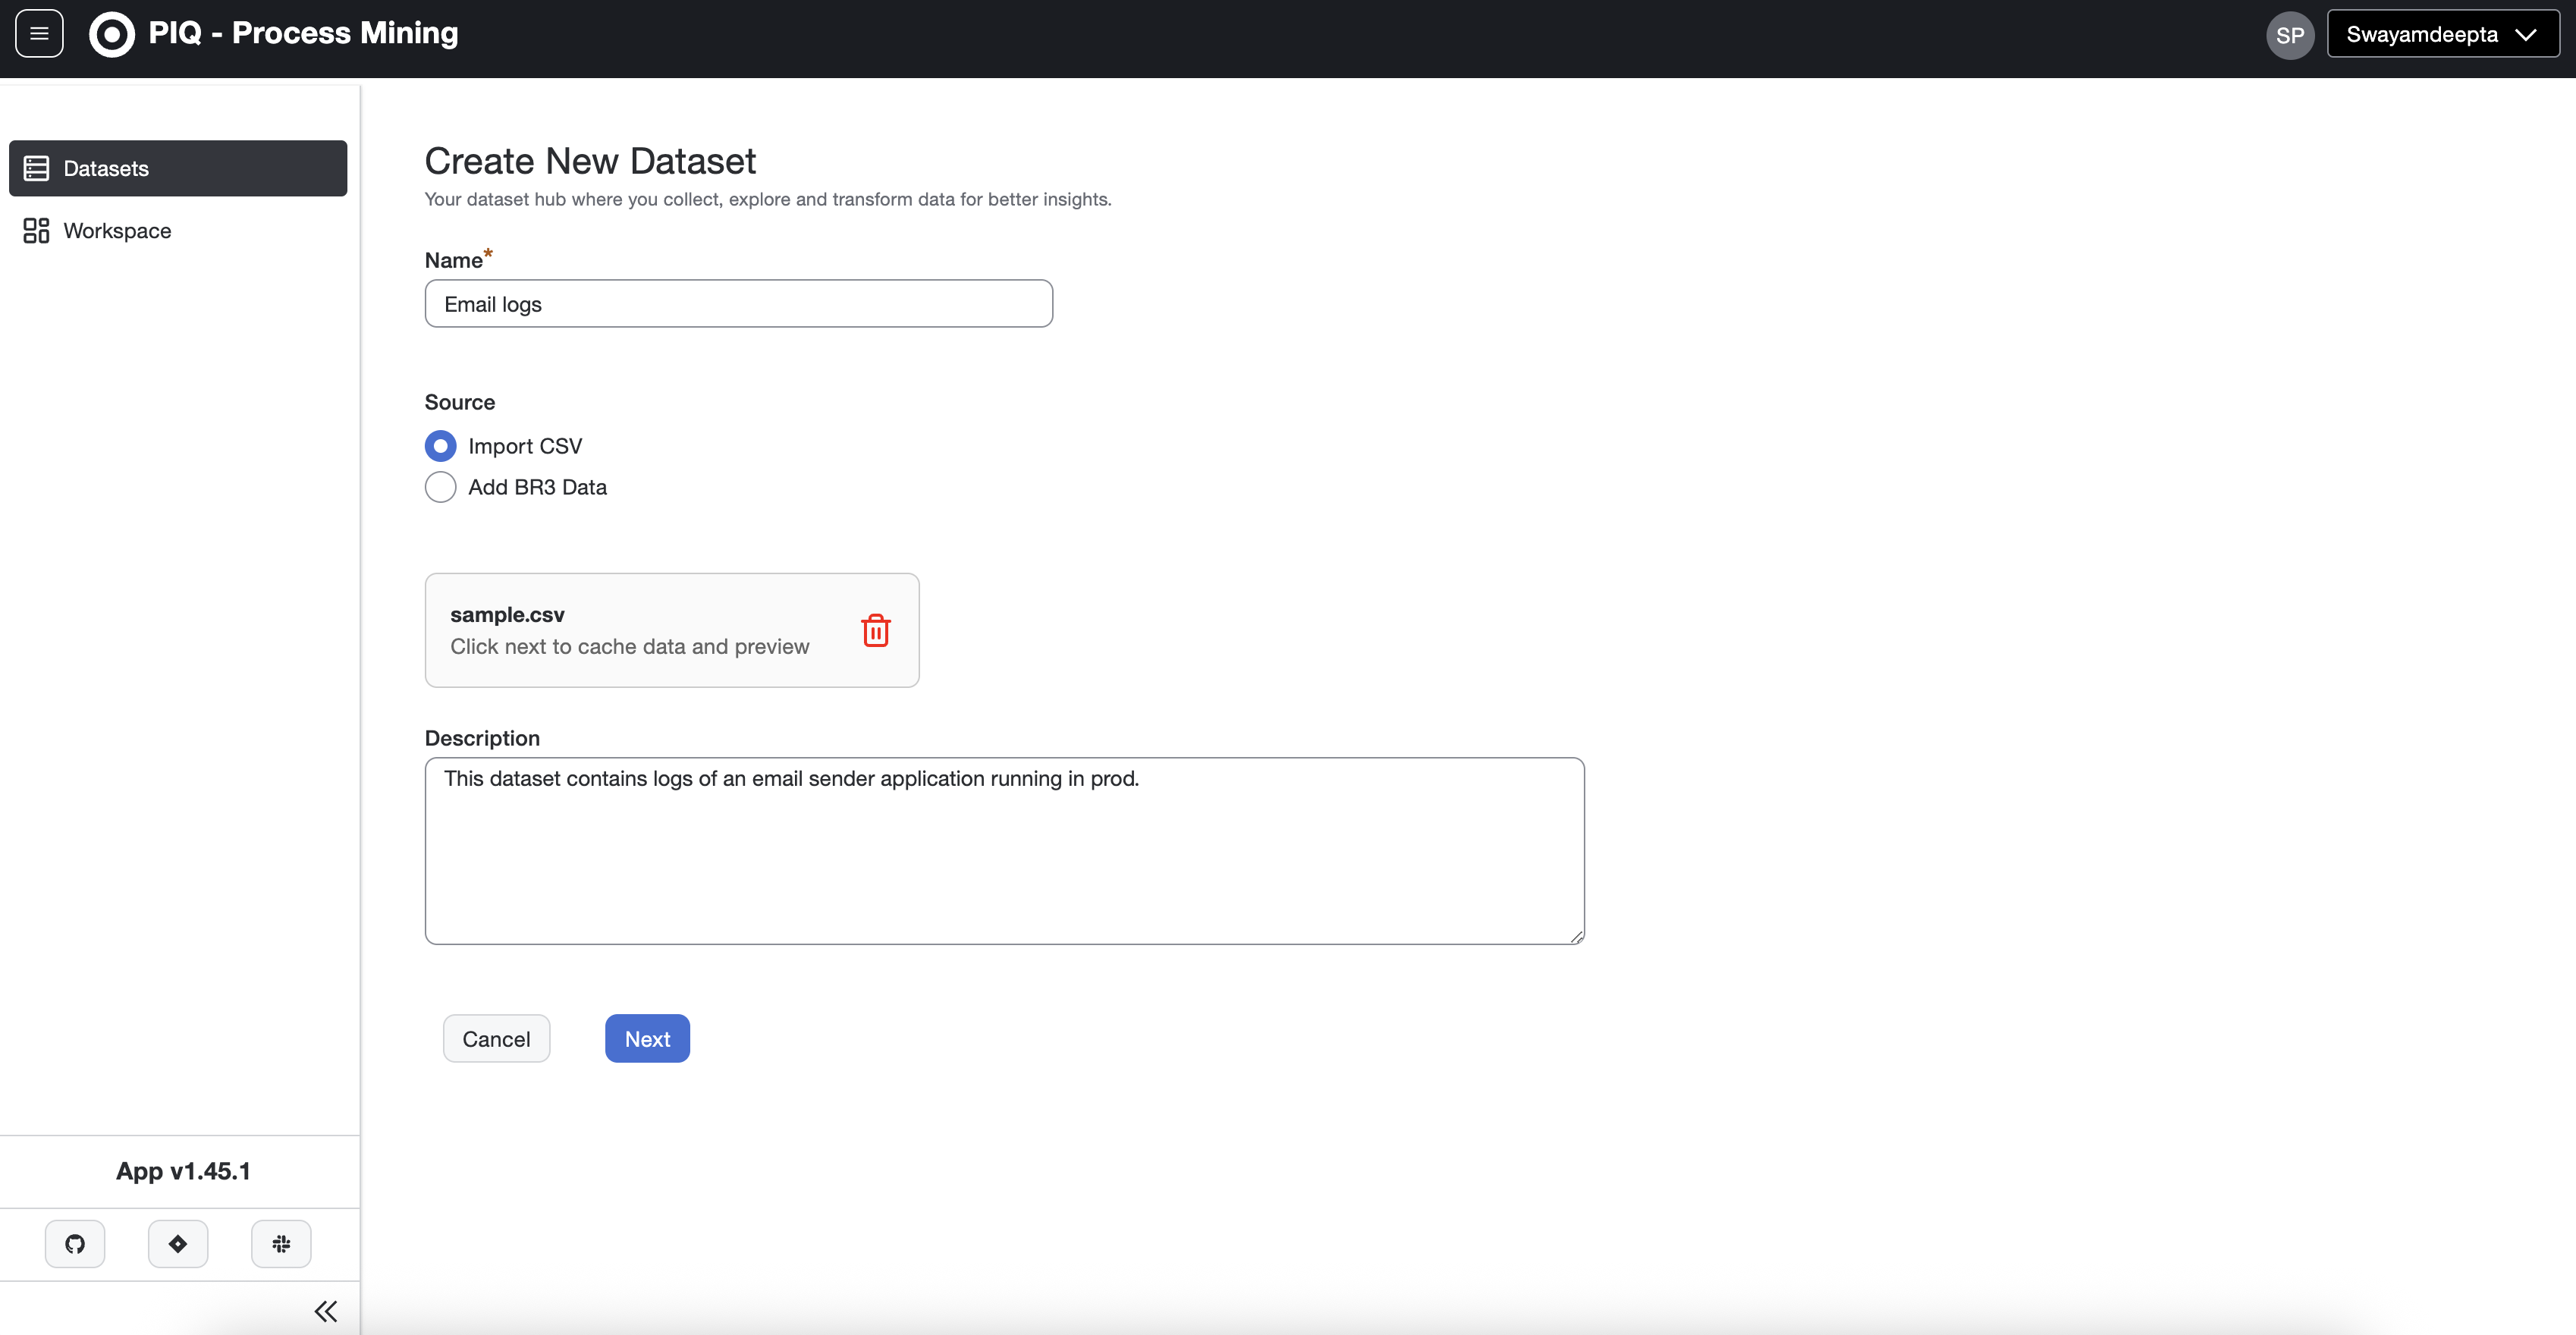 PIQ - Process Mining
SP
Swayamdeepta
Datasets
Workspace
Create New Dataset
Your dataset hub where you collect, explore and transform data for better insights.
Name*
Email logs
Source
Import CSV
Add BR3 Data
sample.csv
Click next to cache data and preview
Description
This dataset contains logs of an email sender application running in prod.
Cancel
Next
App v1.45.1